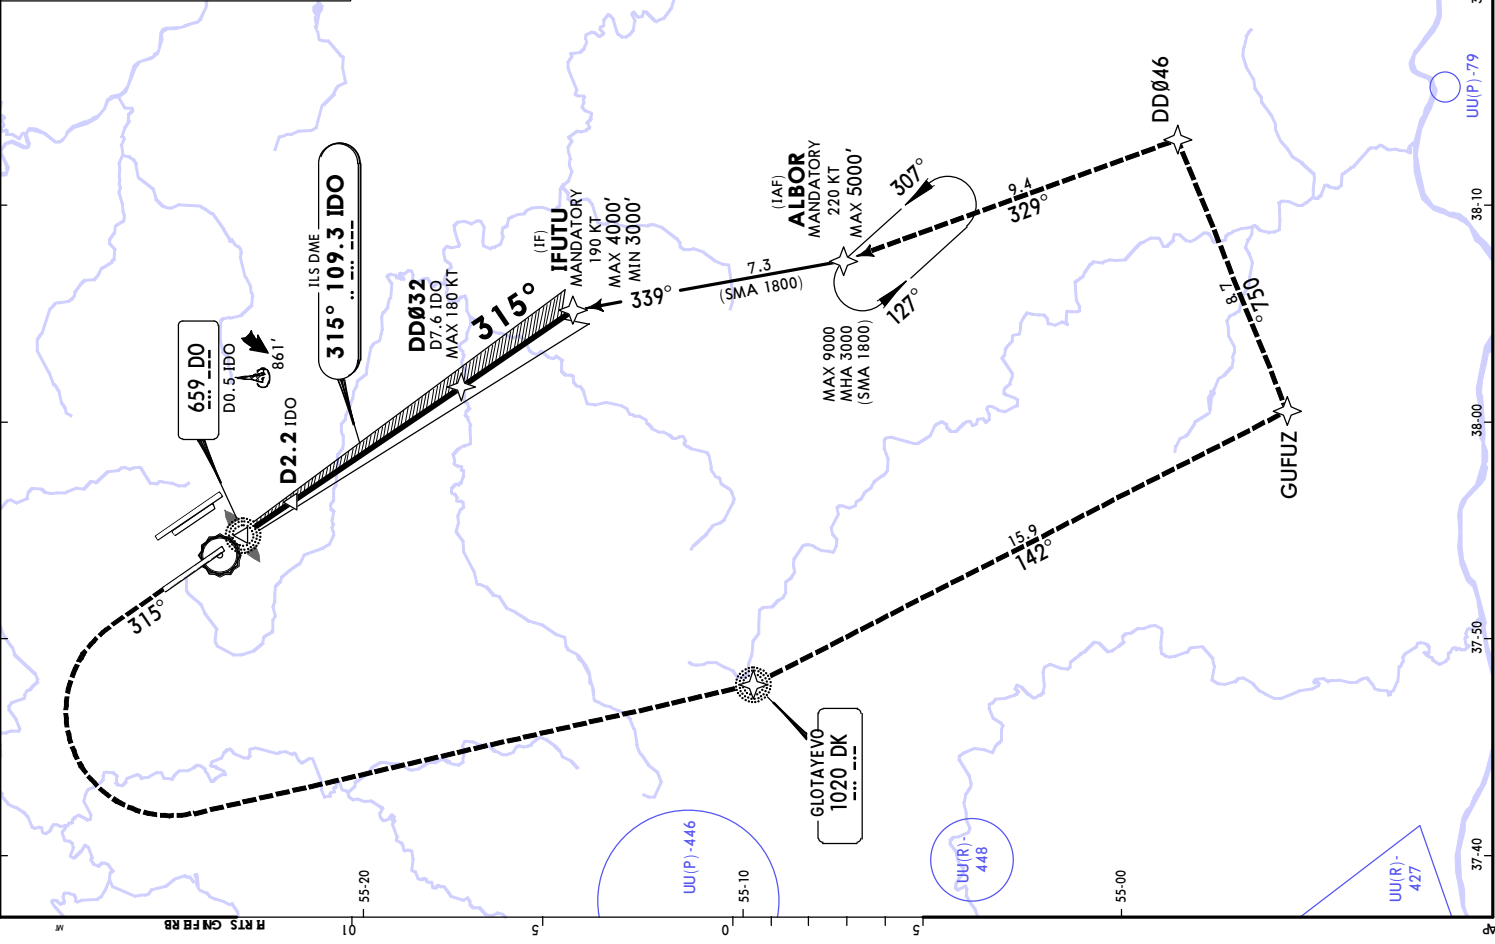 UU(P)-79
DDØ46
38-10
9.4
329°
8.7
057°
38-00
GUFUZ
(IAF)
ALBOR
MANDATORY
220 KT
MAX 5000'
307°
127°
MAX 9000
MHA 3000
(SMA 1800)
7.3
(SMA 1800)
339°
(IF)
IFUTU
MANDATORY
190 KT
MAX 4000'
MIN 3000'
315°
DDØ32
D7.6 IDO
MAX 180 KT
ILS DME
315° 109.3 IDO
659 DO
D0.5 IDO
861'
D2.2 IDO
315°
15.9
142°
37-50
GLOTAYEVO
1020 DK
UU(P)-446
UU(R)-
448
UU(R)-
427
37-40
55-20
55-10
55-00
10
5
0
5